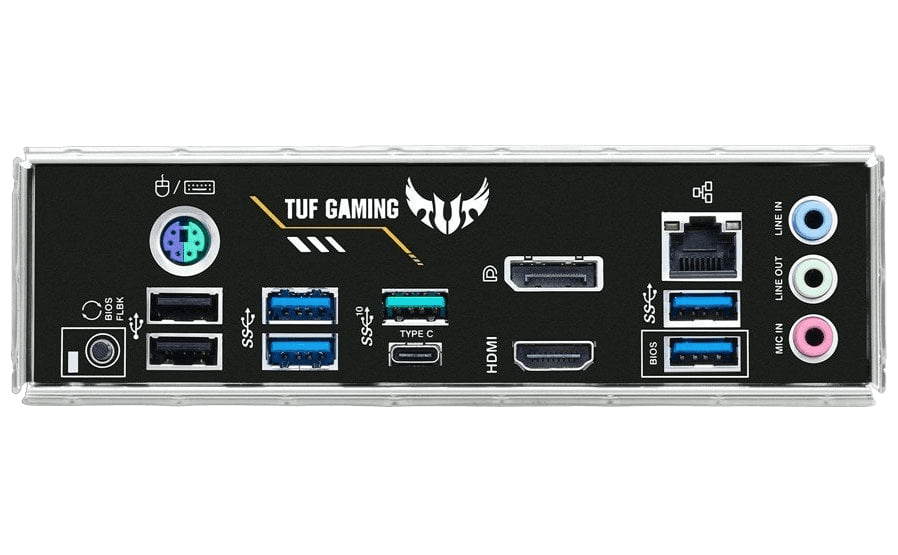 TUF GAMING
BIOS
FLBK
SS
SS
10
TYPE C
HDMI
SS
BIOS
LINE IN
LINE OUT
MIC IN